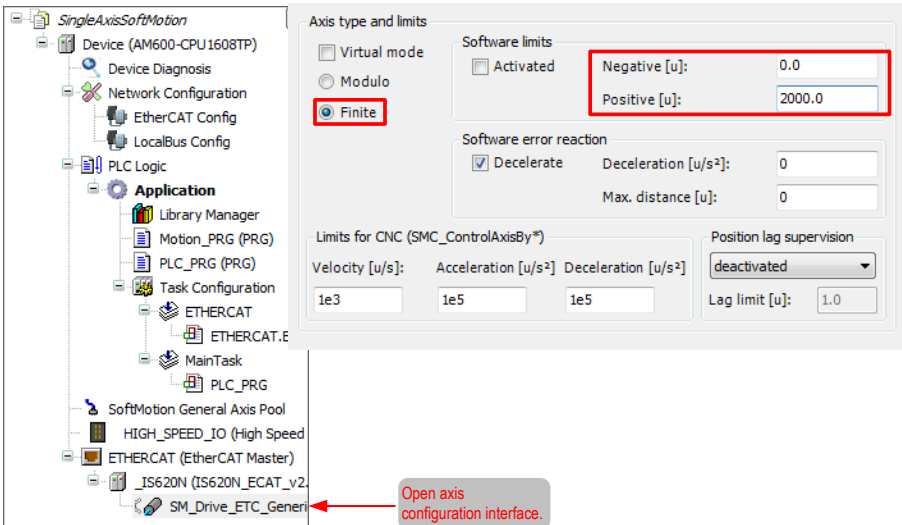 SingleAxisSoftMotion
Device (AM600-CPU1608TP)
Device Diagnosis
Network Configuration
EtherCAT Config
LocalBus Config
PLC Logic
Application
Library Manager
Motion_PRG (PRG)
PLC_PRG (PRG)
Task Configuration
ETHERCAT
ETHERCAT.E
MainTask
PLC_PRG
SoftMotion General Axis Pool
HIGH_SPEED_IO (High Speed
ETHERCAT (EtherCAT Master)
_IS620N (IS620N_ECAT_v2.
SM_Drive_ETC_Generi
Open axis
configuration interface.
Axis type and limits
Virtual mode
Modulo
Finite
Software limits
Activated
Negative [u]: 0.0
Positive [u]: 2000.0
Software error reaction
Decelerate
Deceleration [u/s²]: 0
Max. distance [u]: 0
Limits for CNC (SMC_ControlAxisBy*)
Velocity [u/s]: Acceleration [u/s²] Deceleration [u/s²]
1e3 1e5 1e5
Position lag supervision
deactivated
Lag limit [u]: 1.0